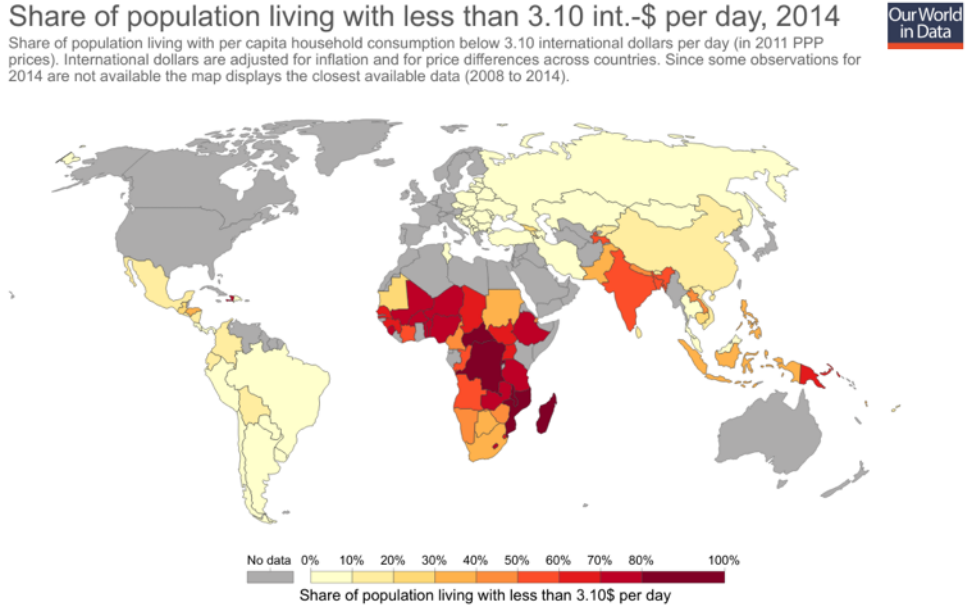 Share of population living with less than 3.10 int.-$ per day, 2014
Our World
in Data
Share of population living with per capita household consumption below 3.10 international dollars per day (in 2011 PPP
prices). International dollars are adjusted for inflation and for price differences across countries. Since some observations for
2014 are not available the map displays the closest available data (2008 to 2014).
No data 0% 10% 20% 30% 40% 50% 60% 70% 80% 100%
Share of population living with less than 3.10$ per day